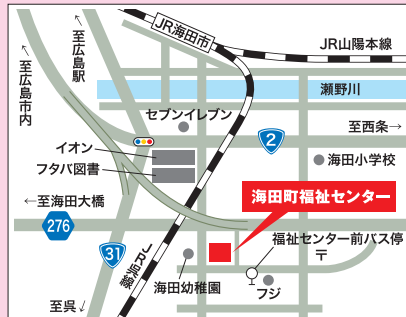 JR海田市
JR山陽本線
至広島市内
至広島駅
瀬野川
セブンイレブン
2
至西条→
イオン
フタバ図書
海田小学校
←至海田大橋
海田町福祉センター
276
31
JR呉線
福祉センター前バス停
〒
海田幼稚園
フジ
至呉